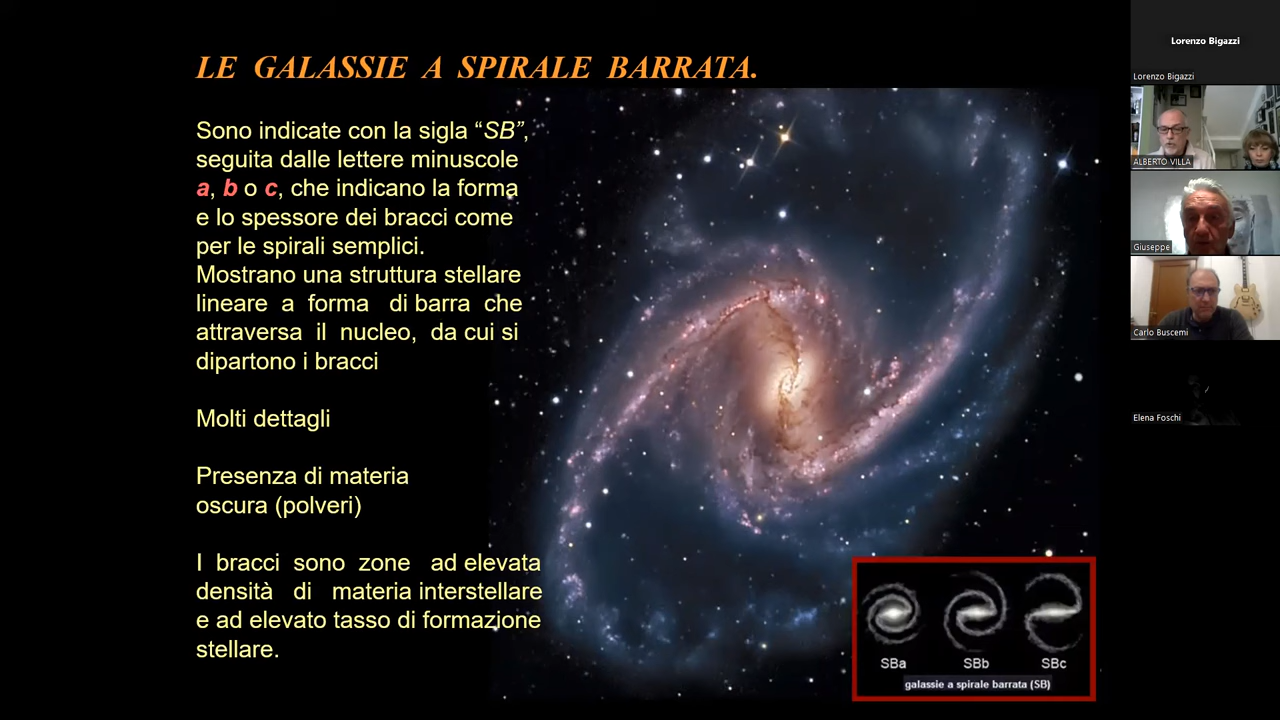 LE GALASSIE A SPIRALE BARRATA.
Sono indicate con la sigla “SB”,
seguita dalle lettere minuscole
a, b o c, che indicano la forma
e lo spessore dei bracci come
per le spirali semplici.
Mostrano una struttura stellare
lineare a forma di barra che
attraversa il nucleo, da cui si
dipartono i bracci
Molti dettagli
Presenza di materia
oscura (polveri)
I bracci sono zone ad elevata
densità di materia interstellare
e ad elevato tasso di formazione
stellare.
SBa SBb SBc
galassie a spirale barrata (SB)
Lorenzo Bigazzi
Lorenzo Bigazzi
ALBERTO VILLA
Giuseppe
Carlo Buscemi
Elena Foschi